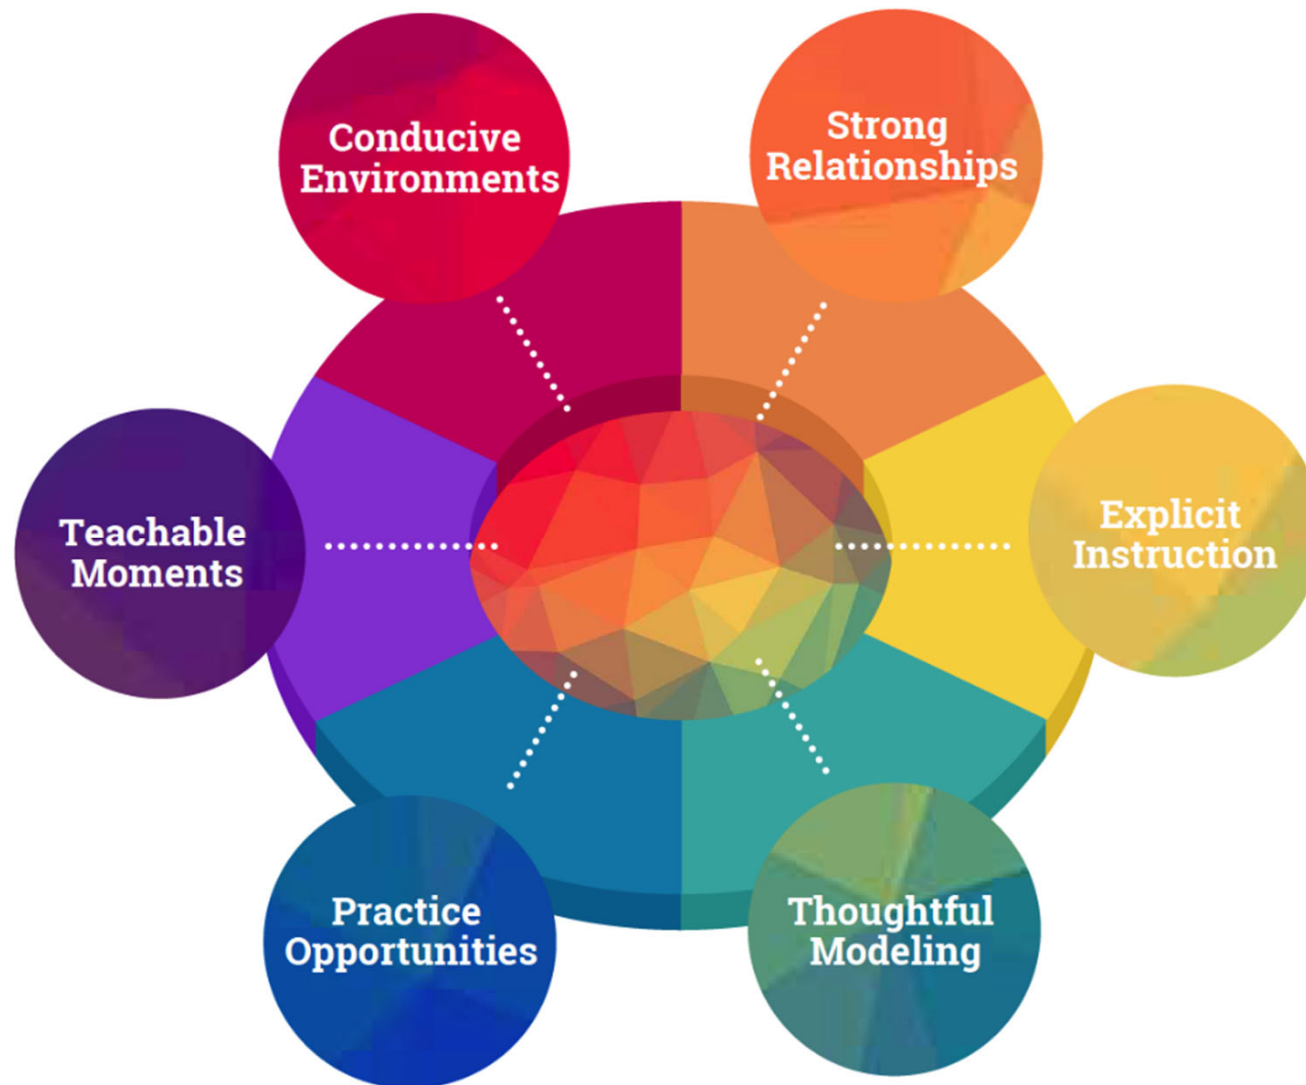 Conducive
Environments
Strong
Relationships
Teachable
Moments
Explicit
Instruction
Practice
Opportunities
Thoughtful
Modeling